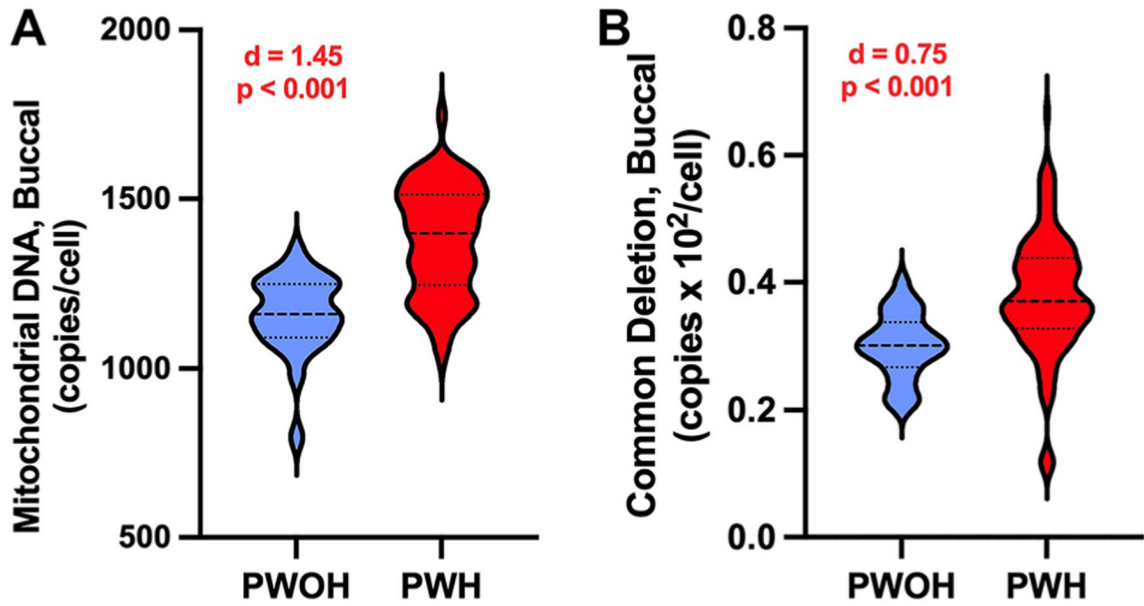 A
Mitochondrial DNA, Buccal
(copies/cell)
2000
1500
1000
500
d = 1.45
p < 0.001
PWOH PWH
B
Common Deletion, Buccal
(copies x 10²/cell)
0.8
0.6
0.4
0.2
0.0
d = 0.75
p < 0.001
PWOH PWH